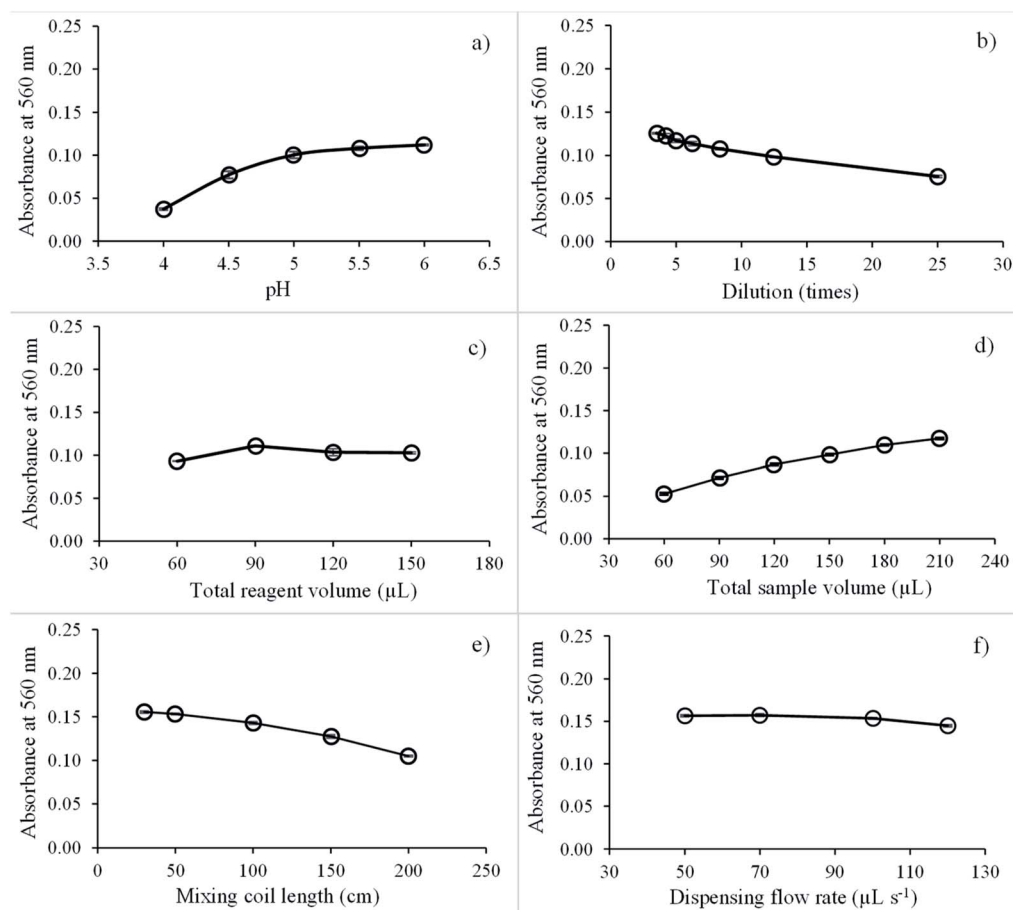 a)
Absorbance at 560 nm
0.25
0.20
0.15
0.10
0.05
0.00
3.5 4 4.5 5 5.5 6 6.5
pH
b)
Absorbance at 560 nm
0.25
0.20
0.15
0.10
0.05
0.00
0 5 10 15 20 25 30
Dilution (times)
c)
Absorbance at 560 nm
0.25
0.20
0.15
0.10
0.05
0.00
30 60 90 120 150 180
Total reagent volume (µL)
d)
Absorbance at 560 nm
0.25
0.20
0.15
0.10
0.05
0.00
30 60 90 120 150 180 210 240
Total sample volume (µL)
e)
Absorbance at 560 nm
0.25
0.20
0.15
0.10
0.05
0.00
0 50 100 150 200 250
Mixing coil length (cm)
f)
Absorbance at 560 nm
0.25
0.20
0.15
0.10
0.05
0.00
30 50 70 90 110 130
Dispensing flow rate (µL s⁻¹)